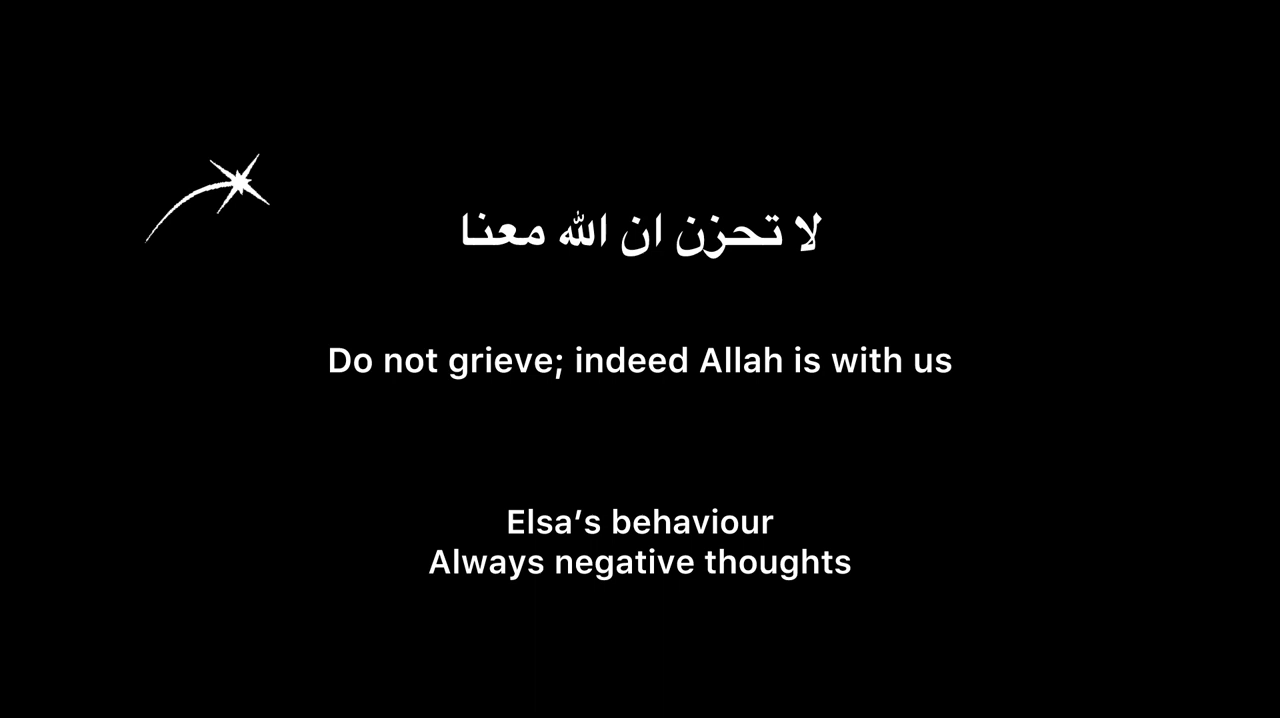 لا تحزن ان الله معنا
Do not grieve; indeed Allah is with us
Elsa’s behaviour
Always negative thoughts